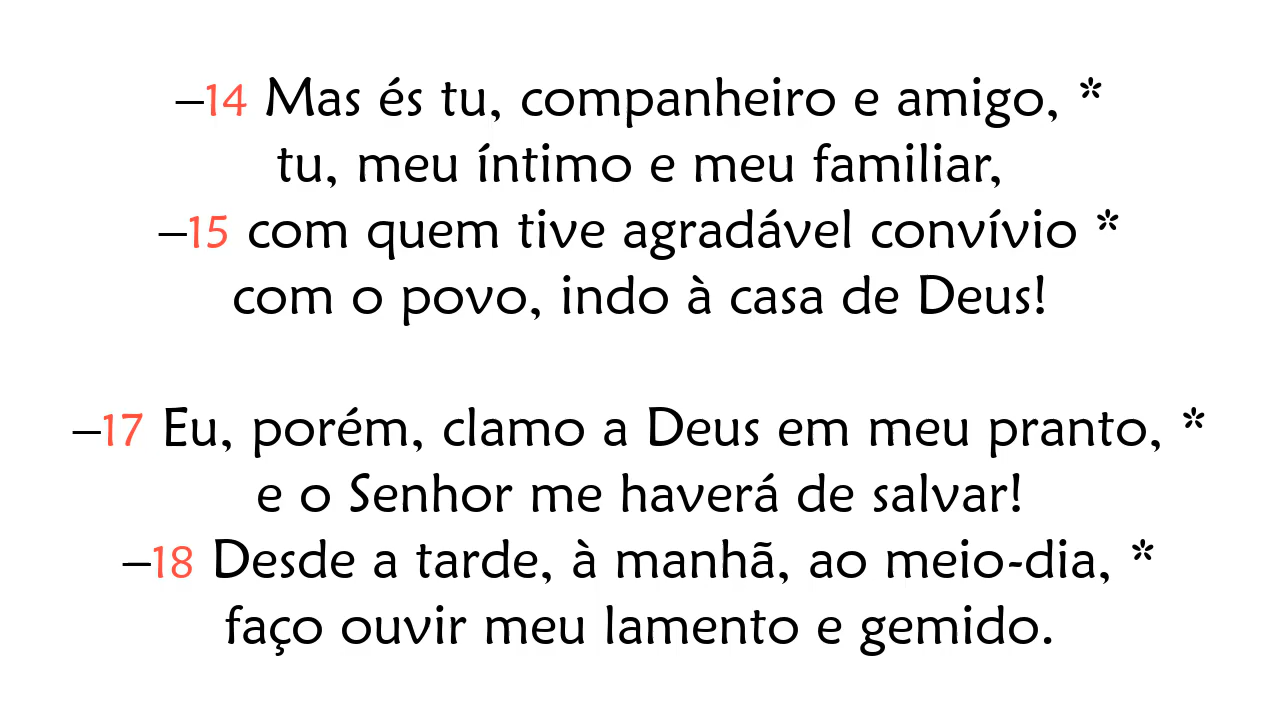 –14 Mas és tu, companheiro e amigo, *
tu, meu íntimo e meu familiar,
–15 com quem tive agradável convívio *
com o povo, indo à casa de Deus!
–17 Eu, porém, clamo a Deus em meu pranto, *
e o Senhor me haverá de salvar!
–18 Desde a tarde, à manhã, ao meio-dia, *
faço ouvir meu lamento e gemido.